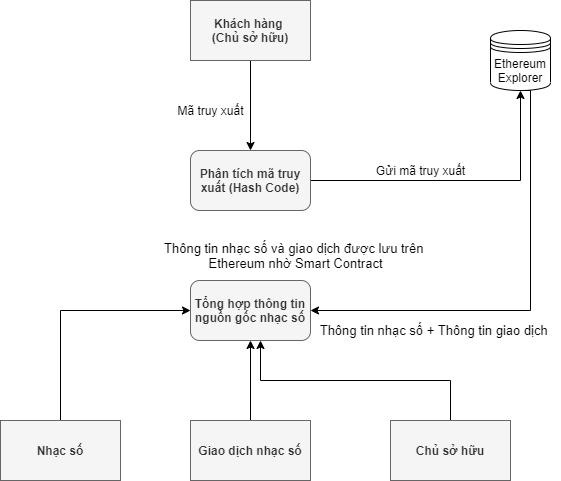 Khách hàng
(Chủ sở hữu)
Ethereum
Explorer
Mã truy xuất
Phân tích mã truy
xuất (Hash Code)
Gửi mã truy xuất
Thông tin nhạc số và giao dịch được lưu trên
Ethereum nhờ Smart Contract
Tổng hợp thông tin
nguồn gốc nhạc số
Thông tin nhạc số + Thông tin giao dịch
Nhạc số
Giao dịch nhạc số
Chủ sở hữu